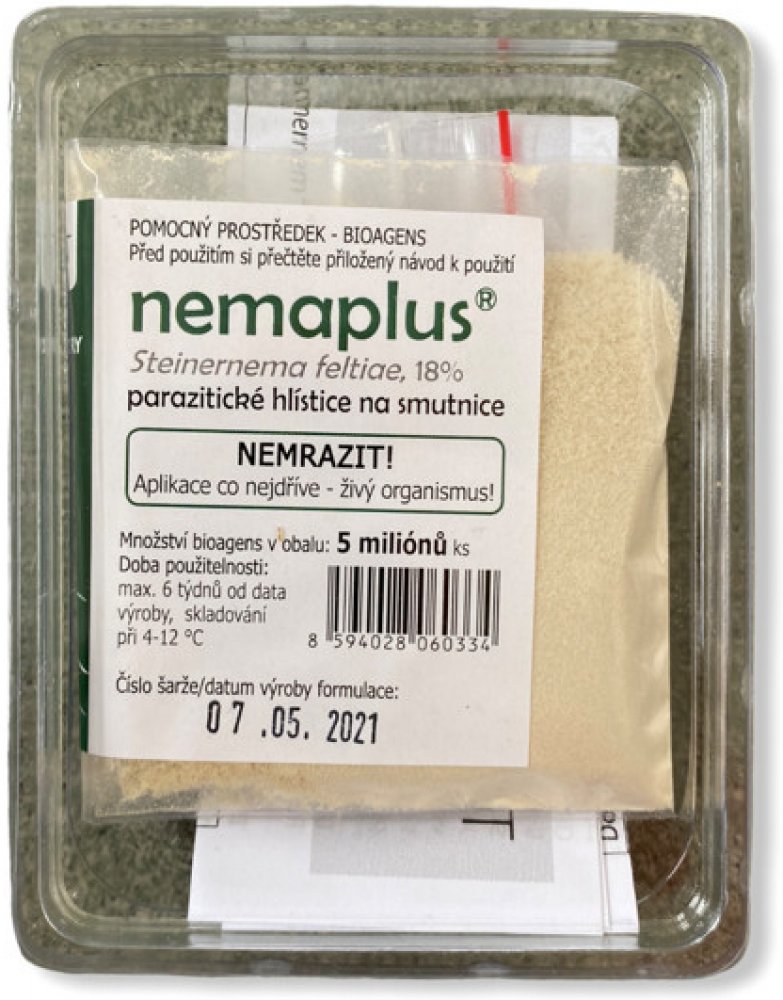 POMOCNÝ PROSTŘEDEK - BIOAGENS
Před použitím si přečtěte přiložený návod k použití
nemaplus®
Steinernema feltiae, 18%
parazitické hlístice na smutnice
NEMRAZIT!
Aplikace co nejdříve - živý organismus!
Množství bioagens v obalu: 5 miliónů ks
Doba použitelnosti:
max. 6 týdnů od data
výroby, skladování
při 4-12 °C
8 594028 060334
Číslo šarže/datum výroby formulace:
07.05. 2021